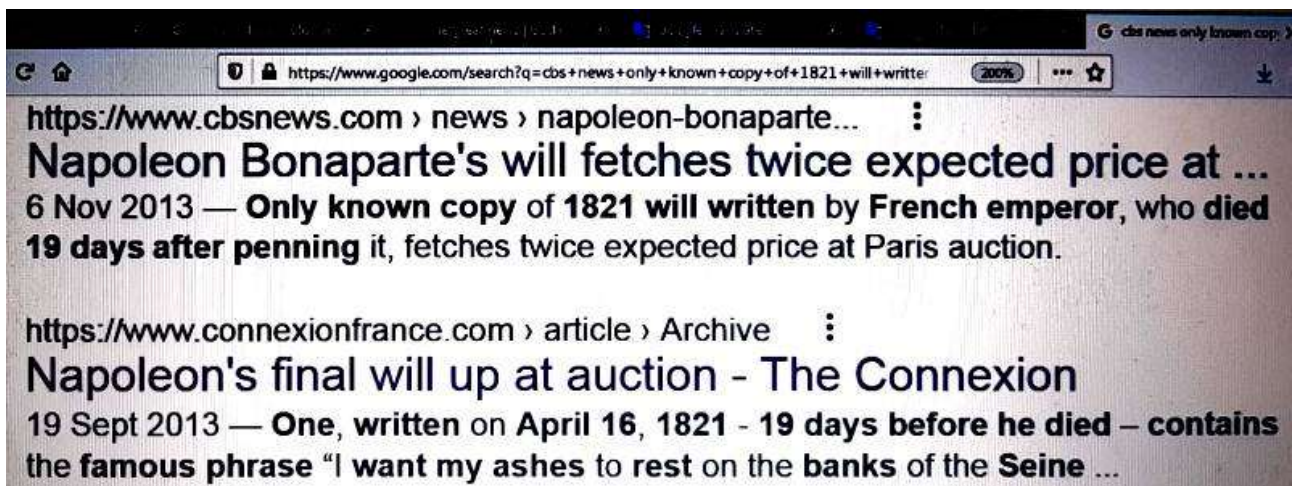 G cbs news only known cop
https://www.google.com/search?q=cbs+news+only+known+copy+of+1821+will+writte 200%
https://www.cbsnews.com › news › napoleon-bonaparte...
Napoleon Bonaparte's will fetches twice expected price at ...
6 Nov 2013 — Only known copy of 1821 will written by French emperor, who died
19 days after penning it, fetches twice expected price at Paris auction.
https://www.connexionfrance.com › article › Archive
Napoleon's final will up at auction - The Connexion
19 Sept 2013 — One, written on April 16, 1821 - 19 days before he died – contains
the famous phrase “I want my ashes to rest on the banks of the Seine ...